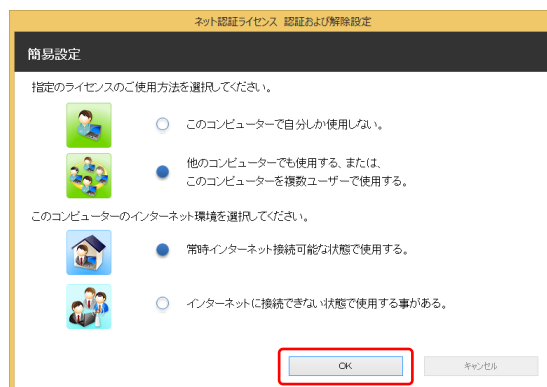 ネット認証ライセンス 認証および解除設定
簡易設定
指定のライセンスのご使用方法を選択してください。
このコンピューターで自分しか使用しない。
他のコンピューターでも使用する、または、
このコンピューターを複数ユーザーで使用する。
このコンピューターのインターネット環境を選択してください。
常時インターネット接続可能な状態で使用する。
インターネットに接続できない状態で使用する事がある。
OK
キャンセル